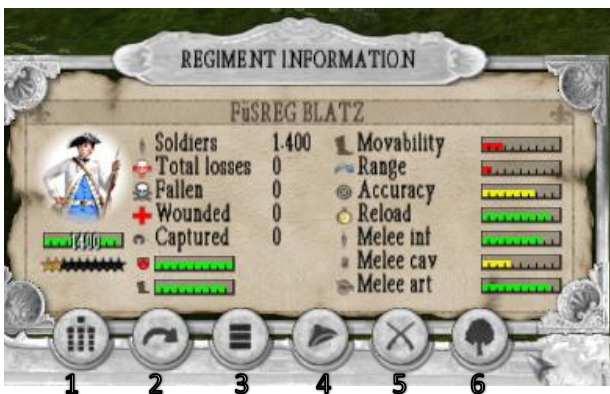 REGIMENT INFORMATION
FüSREG BLATZ
Soldiers 1.400 Movability
Total losses 0 Range
Fallen 0 Accuracy
Wounded 0 Reload
Captured 0 Melee inf
1400 Melee cav
Melee art
1 2 3 4 5 6